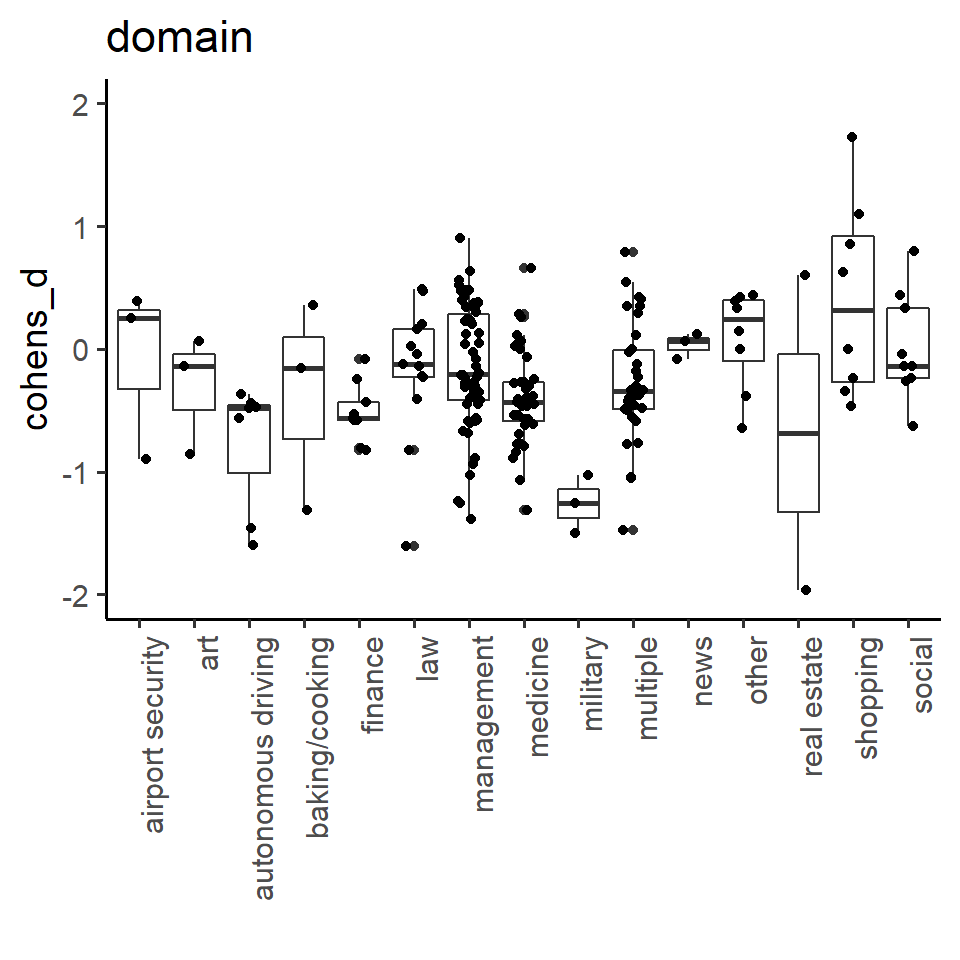 domain
cohens_d
2
1
0
-1
-2
airport security
art
autonomous driving
baking/cooking
finance
law
management
medicine
military
multiple
news
other
real estate
shopping
social